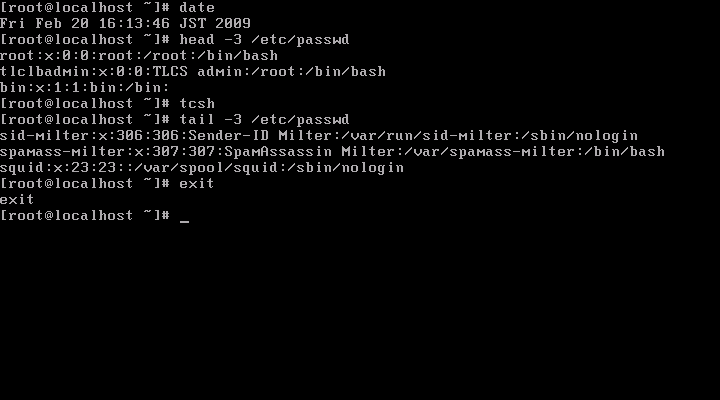 [root@localhost ~]# date
Fri Feb 20 16:13:46 JST 2009
[root@localhost ~]# head -3 /etc/passwd
root:x:0:0:root:/root:/bin/bash
tlclbadmin:x:0:0:TLCS admin:/root:/bin/bash
bin:x:1:1:bin:/bin:
[root@localhost ~]# tcsh
[root@localhost ~]# tail -3 /etc/passwd
sid-milter:x:306:306:Sender-ID Milter:/var/run/sid-milter:/sbin/nologin
spamass-milter:x:307:307:SpamAssassin Milter:/var/spamass-milter:/bin/bash
squid:x:23:23::/var/spool/squid:/sbin/nologin
[root@localhost ~]# exit
exit
[root@localhost ~]# _